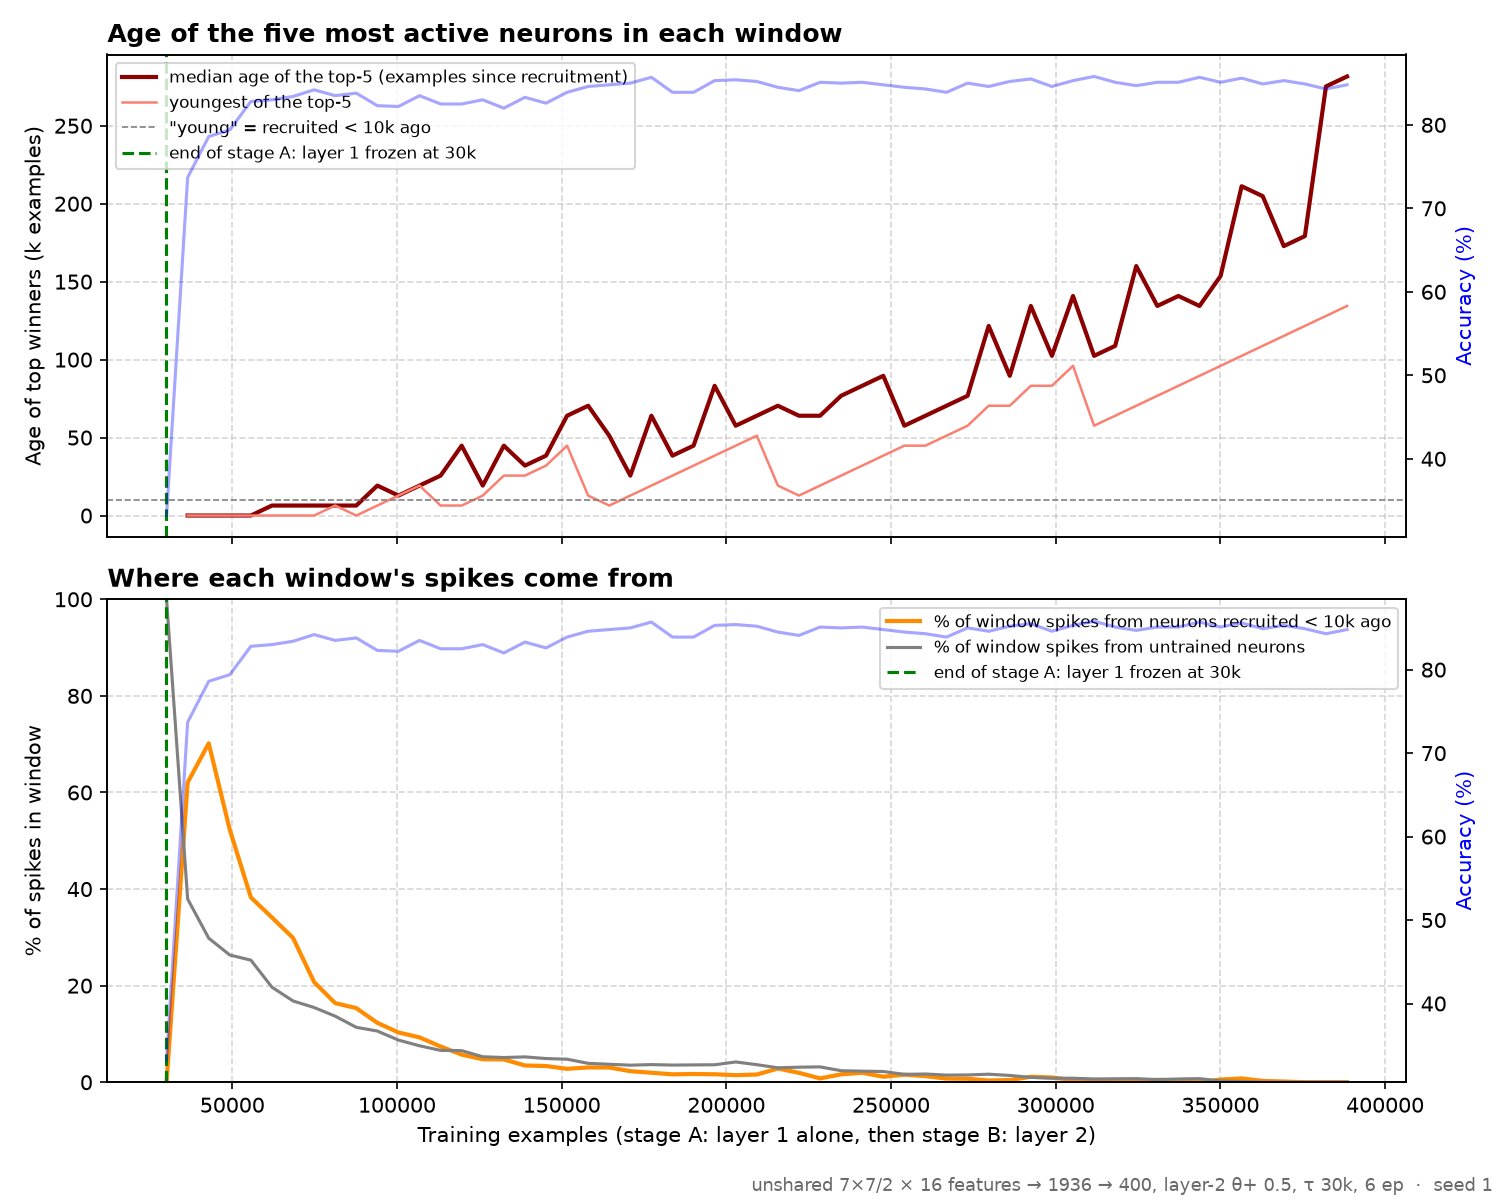 Age of the five most active neurons in each window
median age of the top-5 (examples since recruitment)
youngest of the top-5
"young" = recruited < 10k ago
end of stage A: layer 1 frozen at 30k
Age of top winners (k examples)
250
200
150
100
50
0
80
70
60
50
40
Accuracy (%)
Where each window's spikes come from
% of window spikes from neurons recruited < 10k ago
% of window spikes from untrained neurons
end of stage A: layer 1 frozen at 30k
% of spikes in window
100
80
60
40
20
0
80
70
60
50
40
Accuracy (%)
50000 100000 150000 200000 250000 300000 350000 400000
Training examples (stage A: layer 1 alone, then stage B: layer 2)
unshared 7×7/2 × 16 features → 1936 → 400, layer-2 θ+ 0.5, τ 30k, 6 ep · seed 1